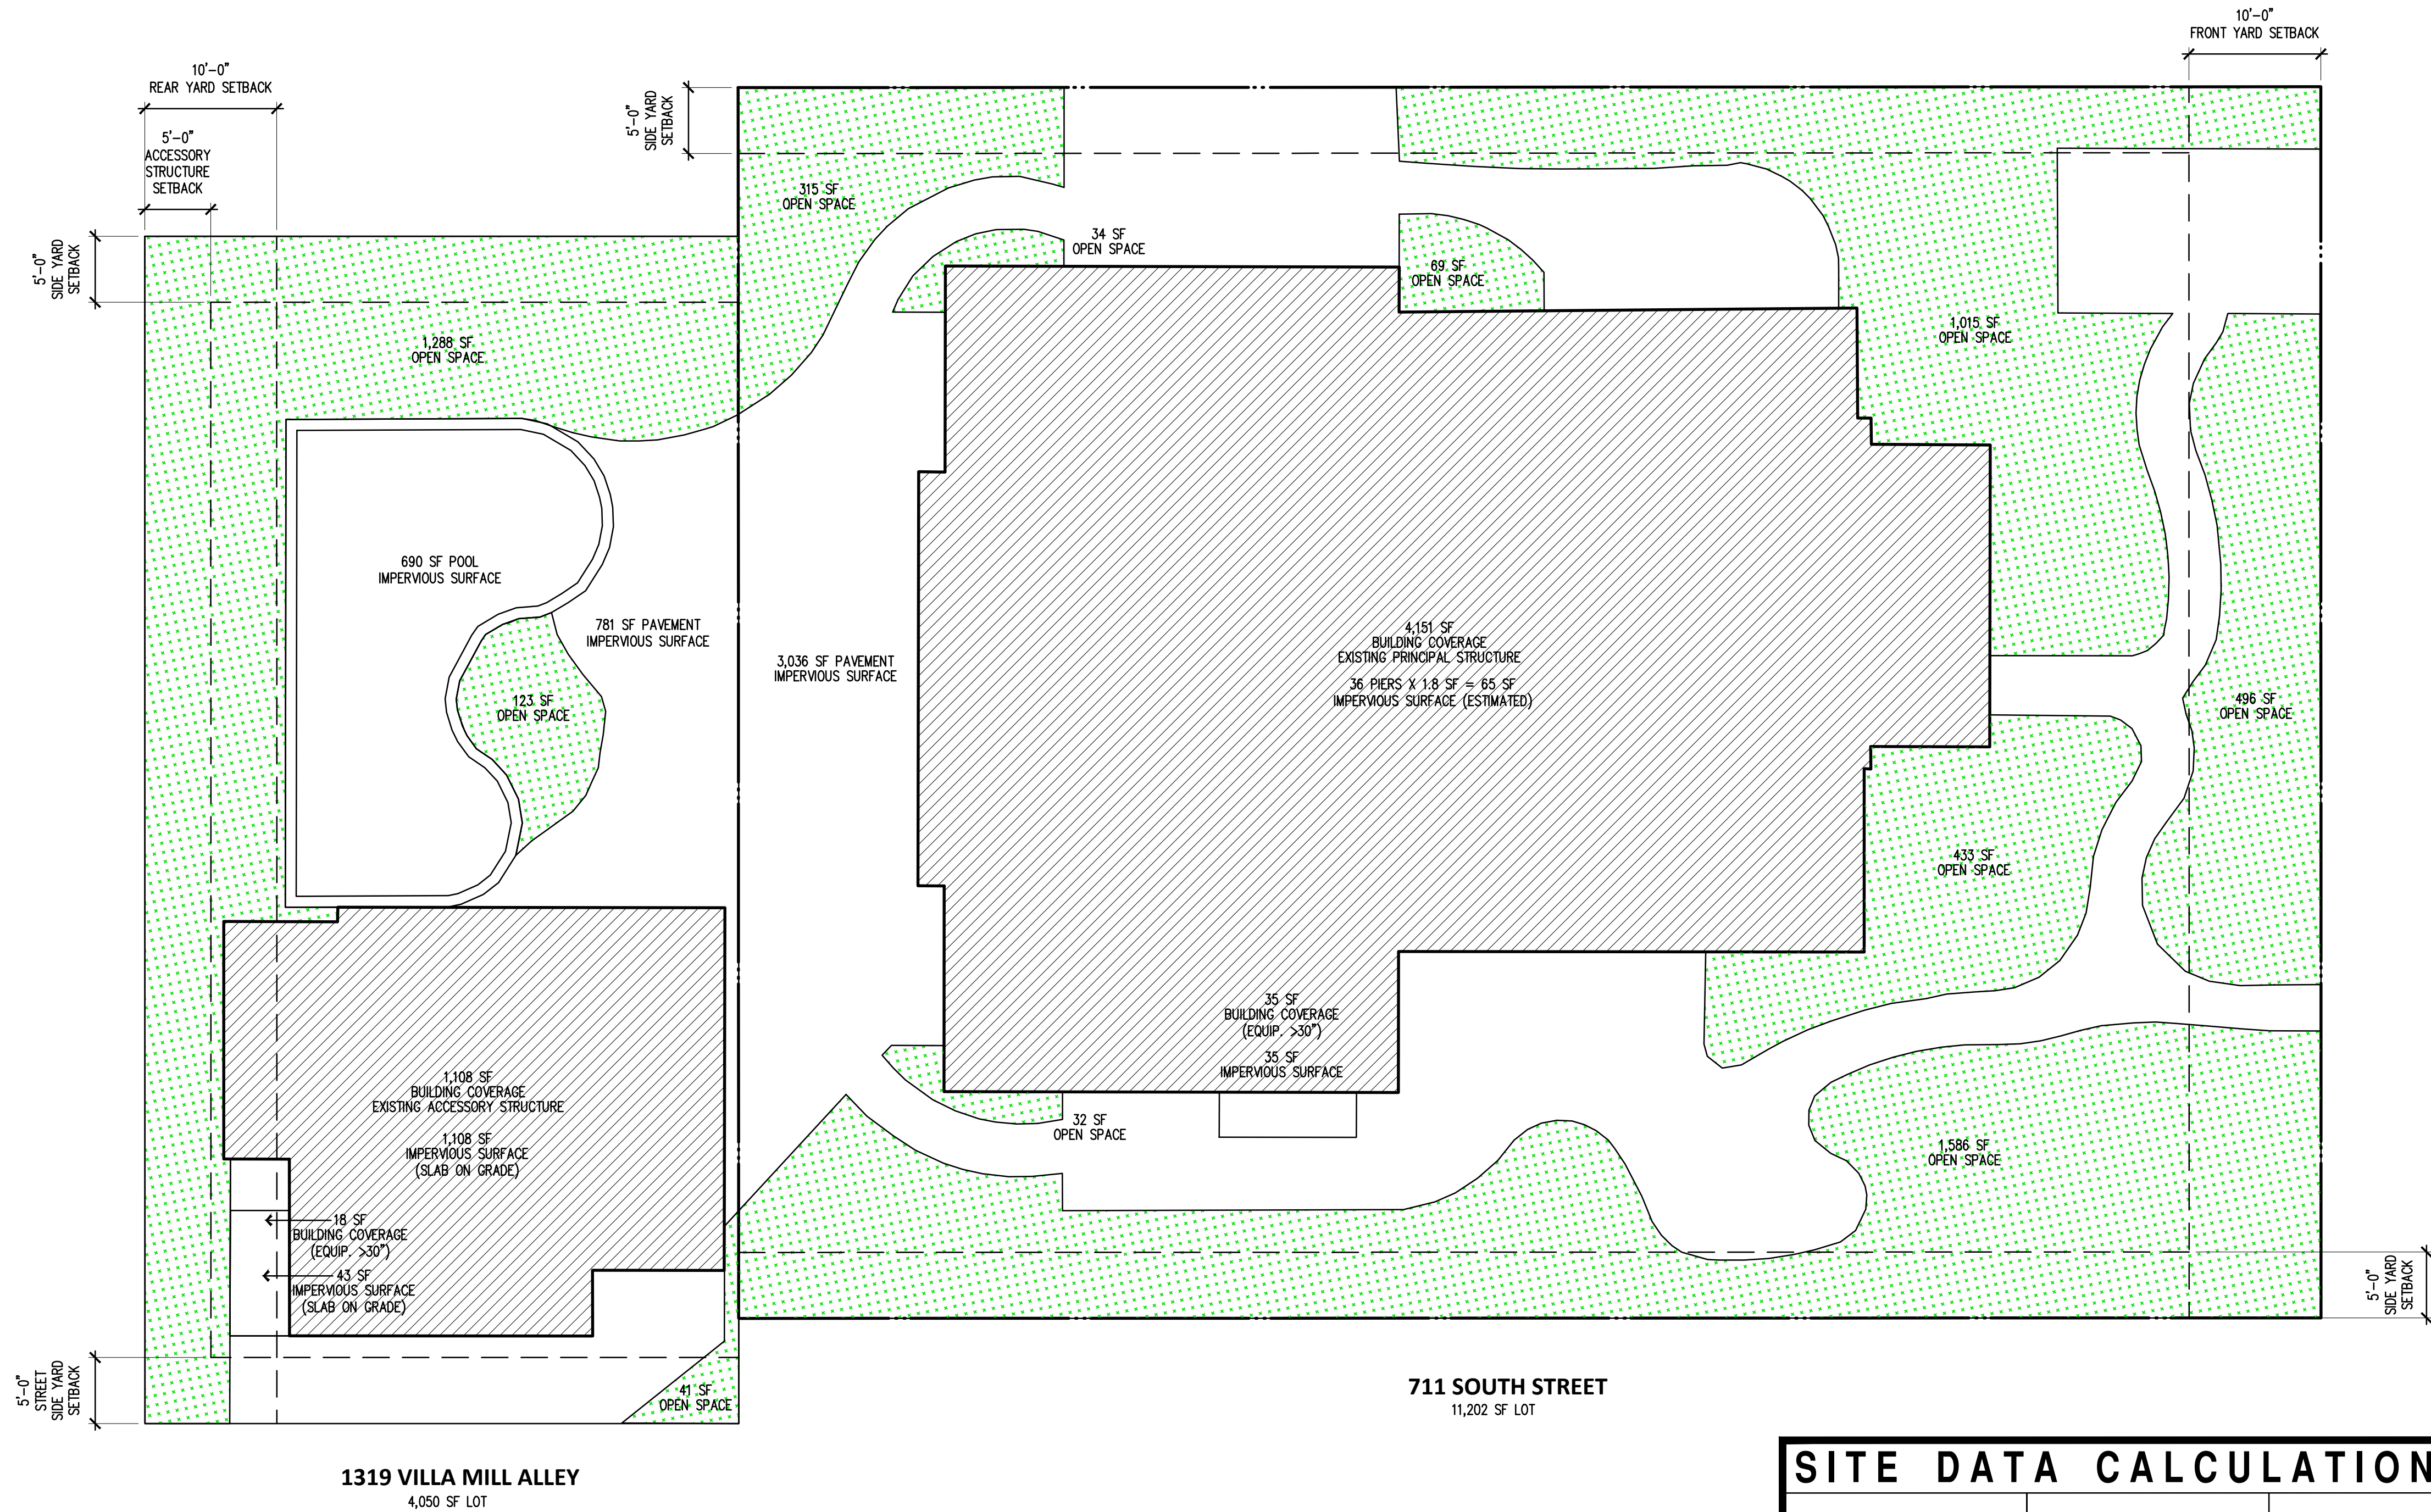 10'-0"
FRONT YARD SETBACK
10'-0"
REAR YARD SETBACK
5'-0"
SIDE YARD
SETBACK
5'-0"
ACCESSORY
STRUCTURE
SETBACK
315 SF
OPEN SPACE
34 SF
OPEN SPACE
5'-0"
SIDE YARD
SETBACK
69 SF
OPEN SPACE
1,288 SF
OPEN SPACE
1,015 SF
OPEN SPACE
690 SF POOL
IMPERVIOUS SURFACE
781 SF PAVEMENT
IMPERVIOUS SURFACE
3,036 SF PAVEMENT
IMPERVIOUS SURFACE
4,151 SF
BUILDING COVERAGE
EXISTING PRINCIPAL STRUCTURE
36 PIERS X 1.8 SF = 65 SF
IMPERVIOUS SURFACE (ESTIMATED)
123 SF
OPEN SPACE
496 SF
OPEN SPACE
433 SF
OPEN SPACE
35 SF
BUILDING COVERAGE
(EQUIP. >30")
35 SF
IMPERVIOUS SURFACE
1,108 SF
BUILDING COVERAGE
EXISTING ACCESSORY STRUCTURE
1,108 SF
IMPERVIOUS SURFACE
(SLAB ON GRADE)
32 SF
OPEN SPACE
1,586 SF
OPEN SPACE
18 SF
BUILDING COVERAGE
(EQUIP. >30")
43 SF
IMPERVIOUS SURFACE
(SLAB ON GRADE)
5'-0"
SIDE YARD
SETBACK
5'-0"
STREET
SIDE YARD
SETBACK
41 SF
OPEN SPACE
711 SOUTH STREET
11,202 SF LOT
1319 VILLA MILL ALLEY
4,050 SF LOT
SITE DATA CALCULATION